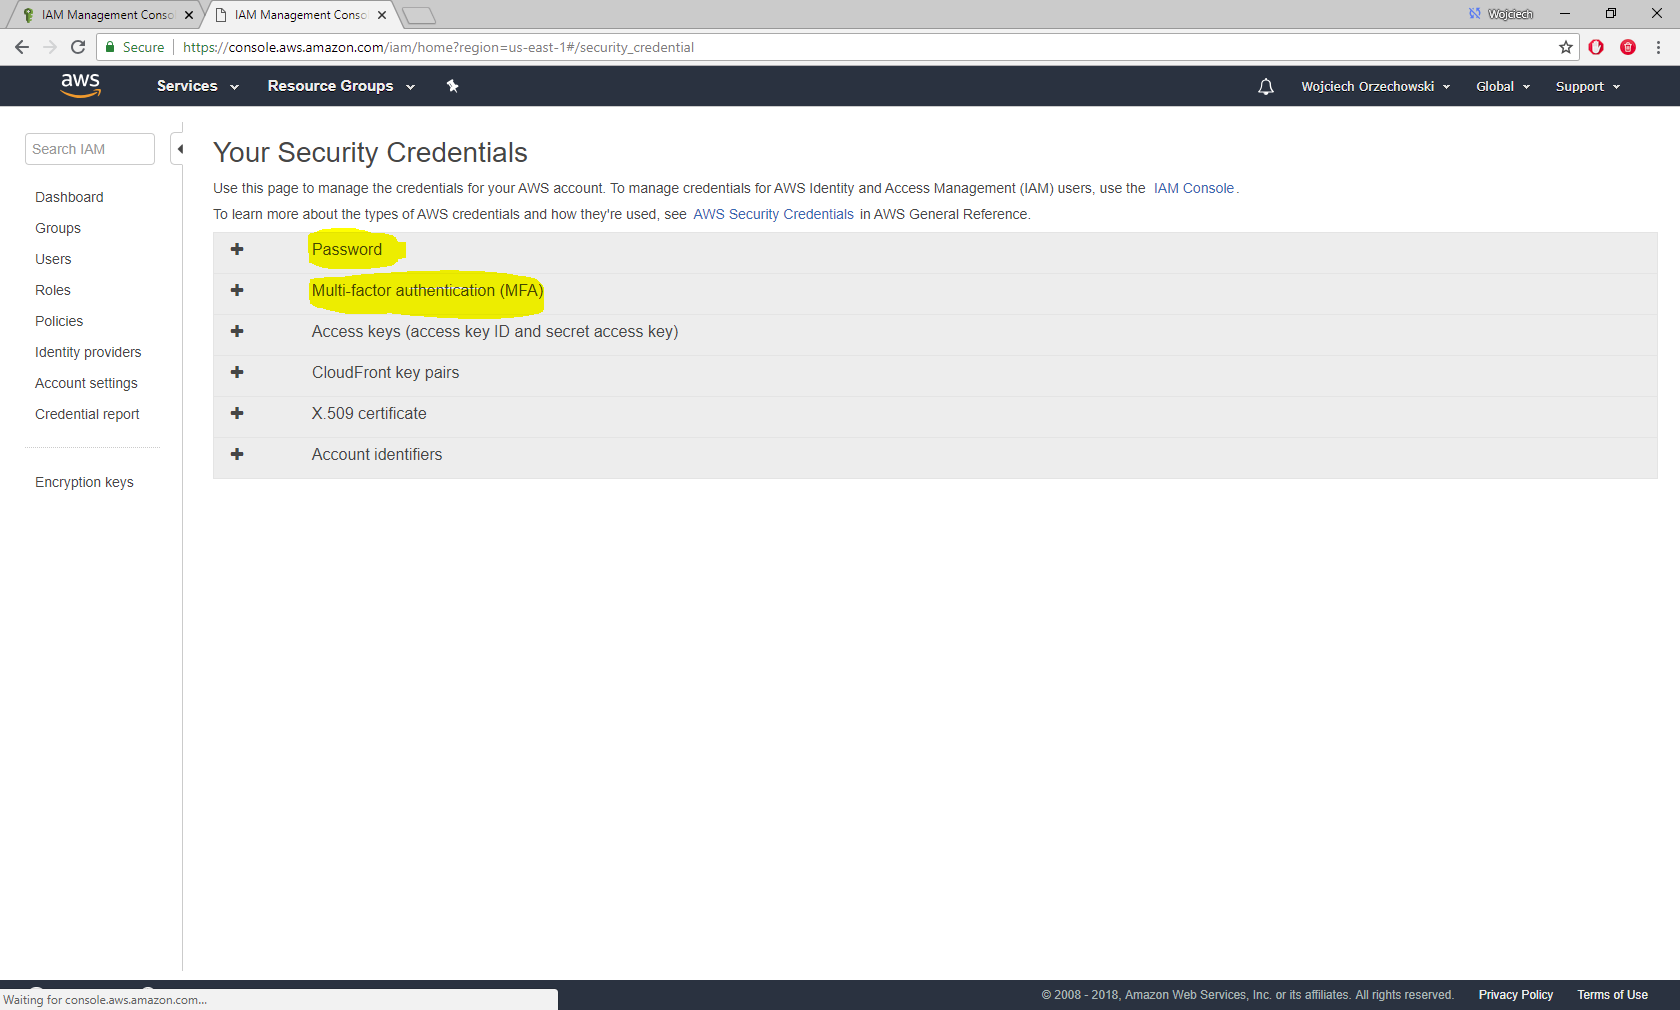 IAM Management Conso
IAM Management Conso
Wojciech
Secure
https://console.aws.amazon.com/iam/home?region=us-east-1#/security_credential
aws
Services
Resource Groups
Wojciech Orzechowski
Global
Support
Search IAM
Dashboard
Groups
Users
Roles
Policies
Identity providers
Account settings
Credential report
Encryption keys
Your Security Credentials
Use this page to manage the credentials for your AWS account. To manage credentials for AWS Identity and Access Management (IAM) users, use the IAM Console.
To learn more about the types of AWS credentials and how they're used, see AWS Security Credentials in AWS General Reference.
Password
Multi-factor authentication (MFA)
Access keys (access key ID and secret access key)
CloudFront key pairs
X.509 certificate
Account identifiers
Waiting for console.aws.amazon.com...
© 2008 - 2018, Amazon Web Services, Inc. or its affiliates. All rights reserved.
Privacy Policy
Terms of Use